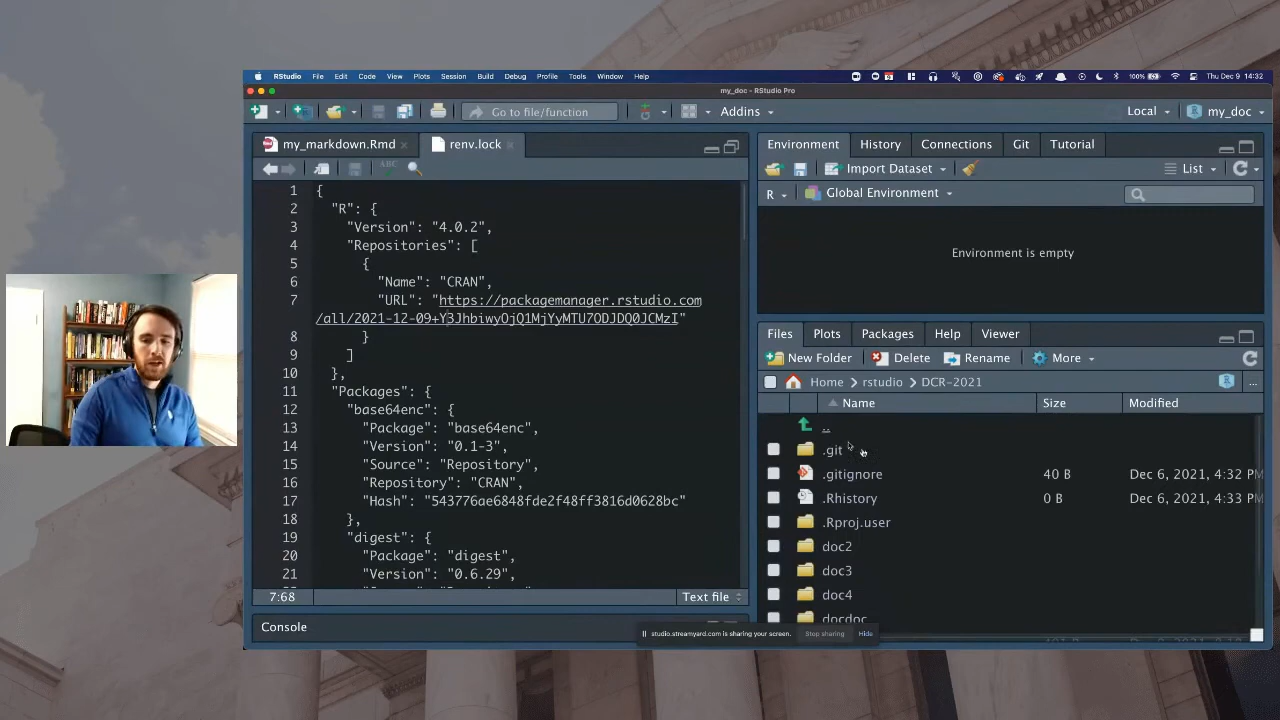 RStudio File Edit Code View Plots Session Build Debug Profile Tools Window Help 100% Thu Dec 9 14:32
my_doc - RStudio Pro
Go to file/function Addins Local my_doc
my_markdown.Rmd renv.lock
ABC
1 {
2 "R": {
3 "Version": "4.0.2",
4 "Repositories": [
5 {
6 "Name": "CRAN",
7 "URL": "https://packagemanager.rstudio.com
/all/2021-12-09+Y3JhbiwyOjQ1MjYyMTU7ODJDQ0JCMzI"
8 }
9 ]
10 },
11 "Packages": {
12 "base64enc": {
13 "Package": "base64enc",
14 "Version": "0.1-3",
15 "Source": "Repository",
16 "Repository": "CRAN",
17 "Hash": "543776ae6848fde2f48ff3816d0628bc"
18 },
19 "digest": {
20 "Package": "digest",
21 "Version": "0.6.29",
7:68 Text file
Console
Environment History Connections Git Tutorial
Import Dataset List
R Global Environment
Environment is empty
Files Plots Packages Help Viewer
New Folder Delete Rename More
Home rstudio DCR-2021 ...
Name Size Modified
..
.git
.gitignore 40 B Dec 6, 2021, 4:32 PM
.Rhistory 0 B Dec 6, 2021, 4:33 PM
.Rproj.user
doc2
doc3
doc4
docdoc
studio.streamyard.com is sharing your screen. Stop sharing Hide